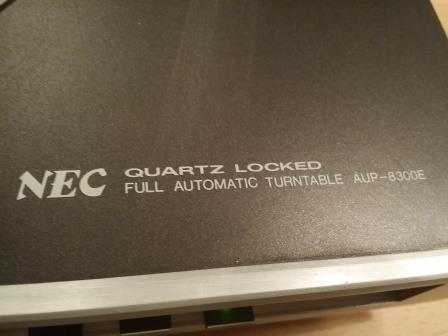 NEC QUARTZ LOCKED
FULL AUTOMATIC TURNTABLE AUP-8300E